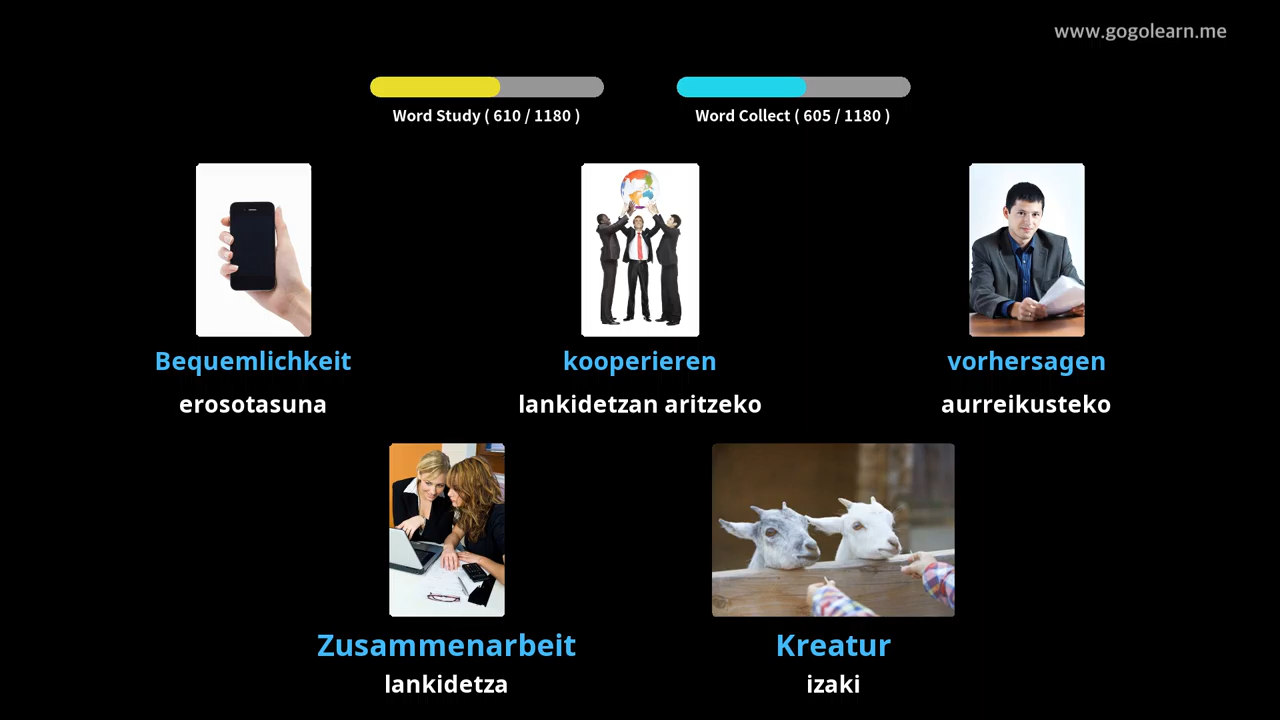 www.gogolearn.me
Word Study ( 610 / 1180 )
Word Collect ( 605 / 1180 )
Bequemlichkeit
erosotasuna
kooperieren
lankidetzan aritzeko
vorhersagen
aurreikusteko
Zusammenarbeit
lankidetza
Kreatur
izaki